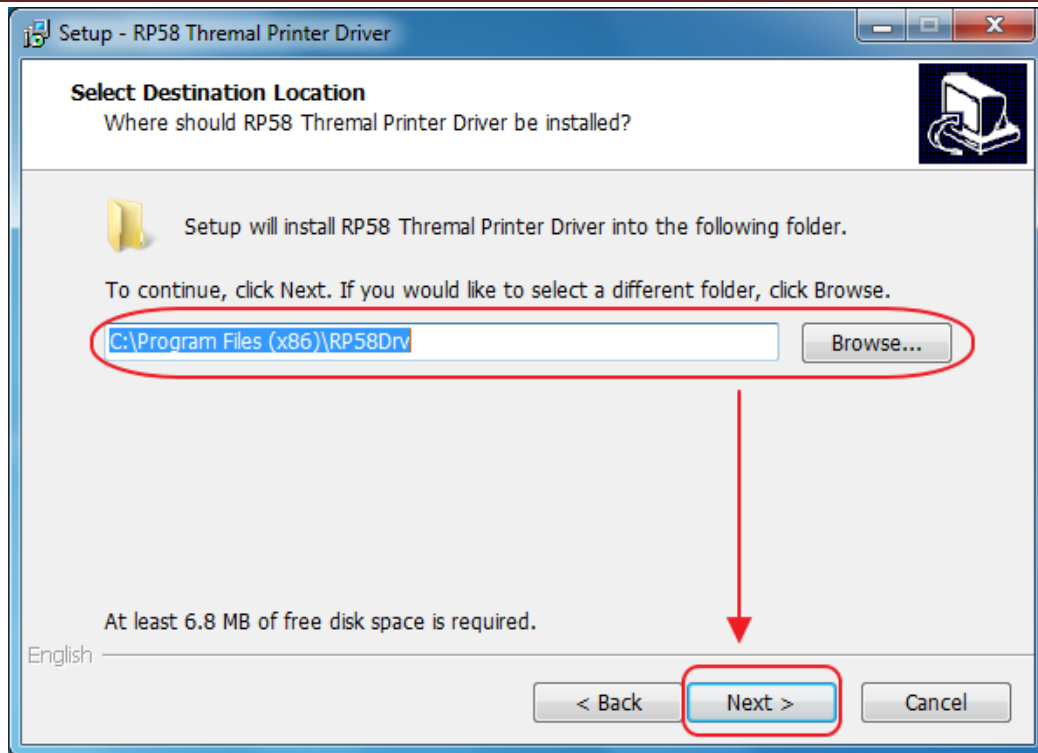 Setup - RP58 Thremal Printer Driver
Select Destination Location
Where should RP58 Thremal Printer Driver be installed?
Setup will install RP58 Thremal Printer Driver into the following folder.
To continue, click Next. If you would like to select a different folder, click Browse.
C:\Program Files (x86)\RP58Drv
Browse...
At least 6.8 MB of free disk space is required.
English
< Back
Next >
Cancel